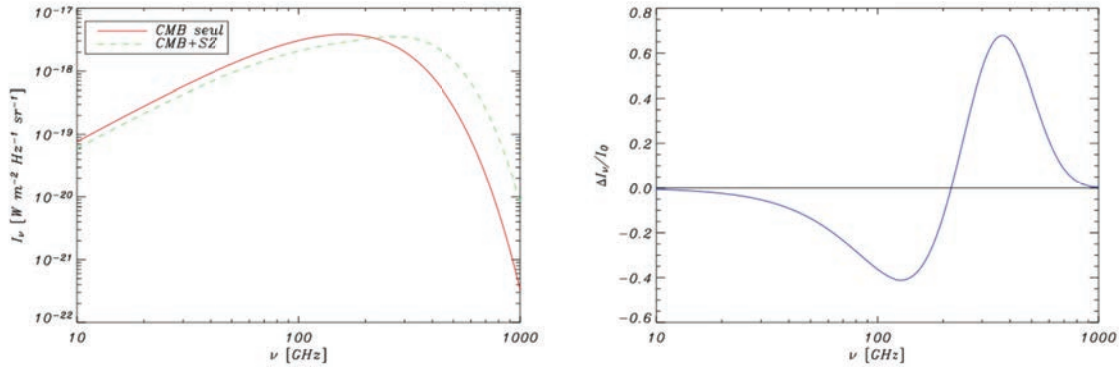 CMB seul
CMB+SZ
10⁻¹⁷
10⁻¹⁸
10⁻¹⁹
10⁻²⁰
10⁻²¹
10⁻²²
I_ν [W m⁻² Hz⁻¹ sr⁻¹]
10 100 1000
ν [GHz]
0.8
0.6
0.4
0.2
0.0
-0.2
-0.4
-0.6
ΔI_ν/I_0
10 100 1000
ν [GHz]